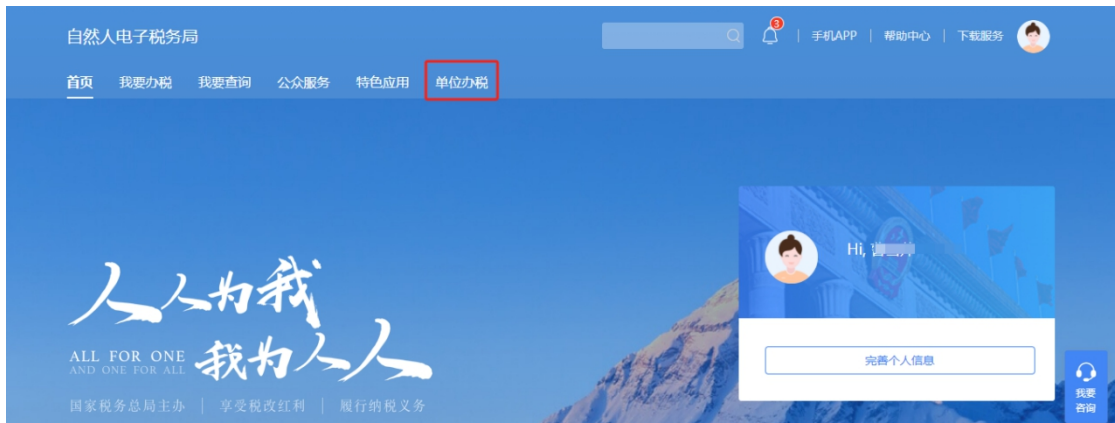 自然人电子税务局
3
手机APP | 帮助中心 | 下载服务
首页 我要办税 我要查询 公众服务 特色应用 单位办税
Hi,
人人为我
我为人人
ALL FOR ONE
AND ONE FOR ALL
完善个人信息
国家税务总局主办 | 享受税改红利 | 履行纳税义务
我要
咨询